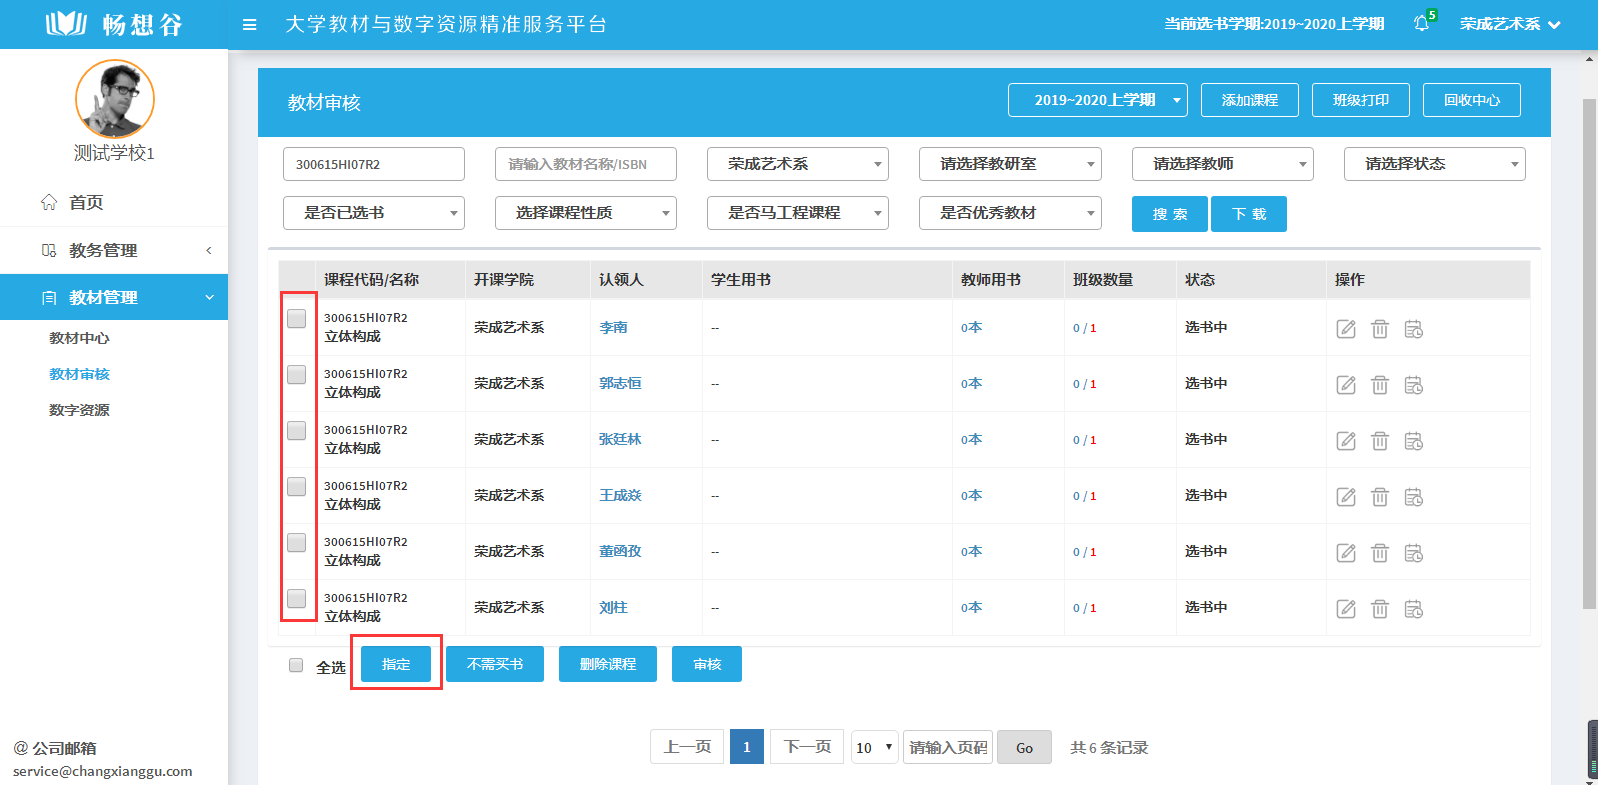 畅想谷
大学教材与数字资源精准服务平台
当前选书学期:2019~2020上学期
5
荣成艺术系
测试学校1
首页
教务管理
教材管理
教材中心
教材审核
数字资源
@ 公司邮箱
service@changxianggu.com
教材审核
2019~2020上学期
添加课程
班级打印
回收中心
300615HI07R2
请输入教材名称/ISBN
荣成艺术系
请选择教研室
请选择教师
请选择状态
是否已选书
选择课程性质
是否马工程课程
是否优秀教材
搜 索
下 载
课程代码/名称 开课学院 认领人 学生用书 教师用书 班级数量 状态 操作
300615HI07R2
立体构成 荣成艺术系 李南 -- 0本 0 / 1 选书中
300615HI07R2
立体构成 荣成艺术系 郭志恒 -- 0本 0 / 1 选书中
300615HI07R2
立体构成 荣成艺术系 张廷林 -- 0本 0 / 1 选书中
300615HI07R2
立体构成 荣成艺术系 王成焱 -- 0本 0 / 1 选书中
300615HI07R2
立体构成 荣成艺术系 董函孜 -- 0本 0 / 1 选书中
300615HI07R2
立体构成 荣成艺术系 刘柱 -- 0本 0 / 1 选书中
全选
指定
不需买书
删除课程
审核
上一页
1
下一页
10
请输入页码
Go
共 6 条记录